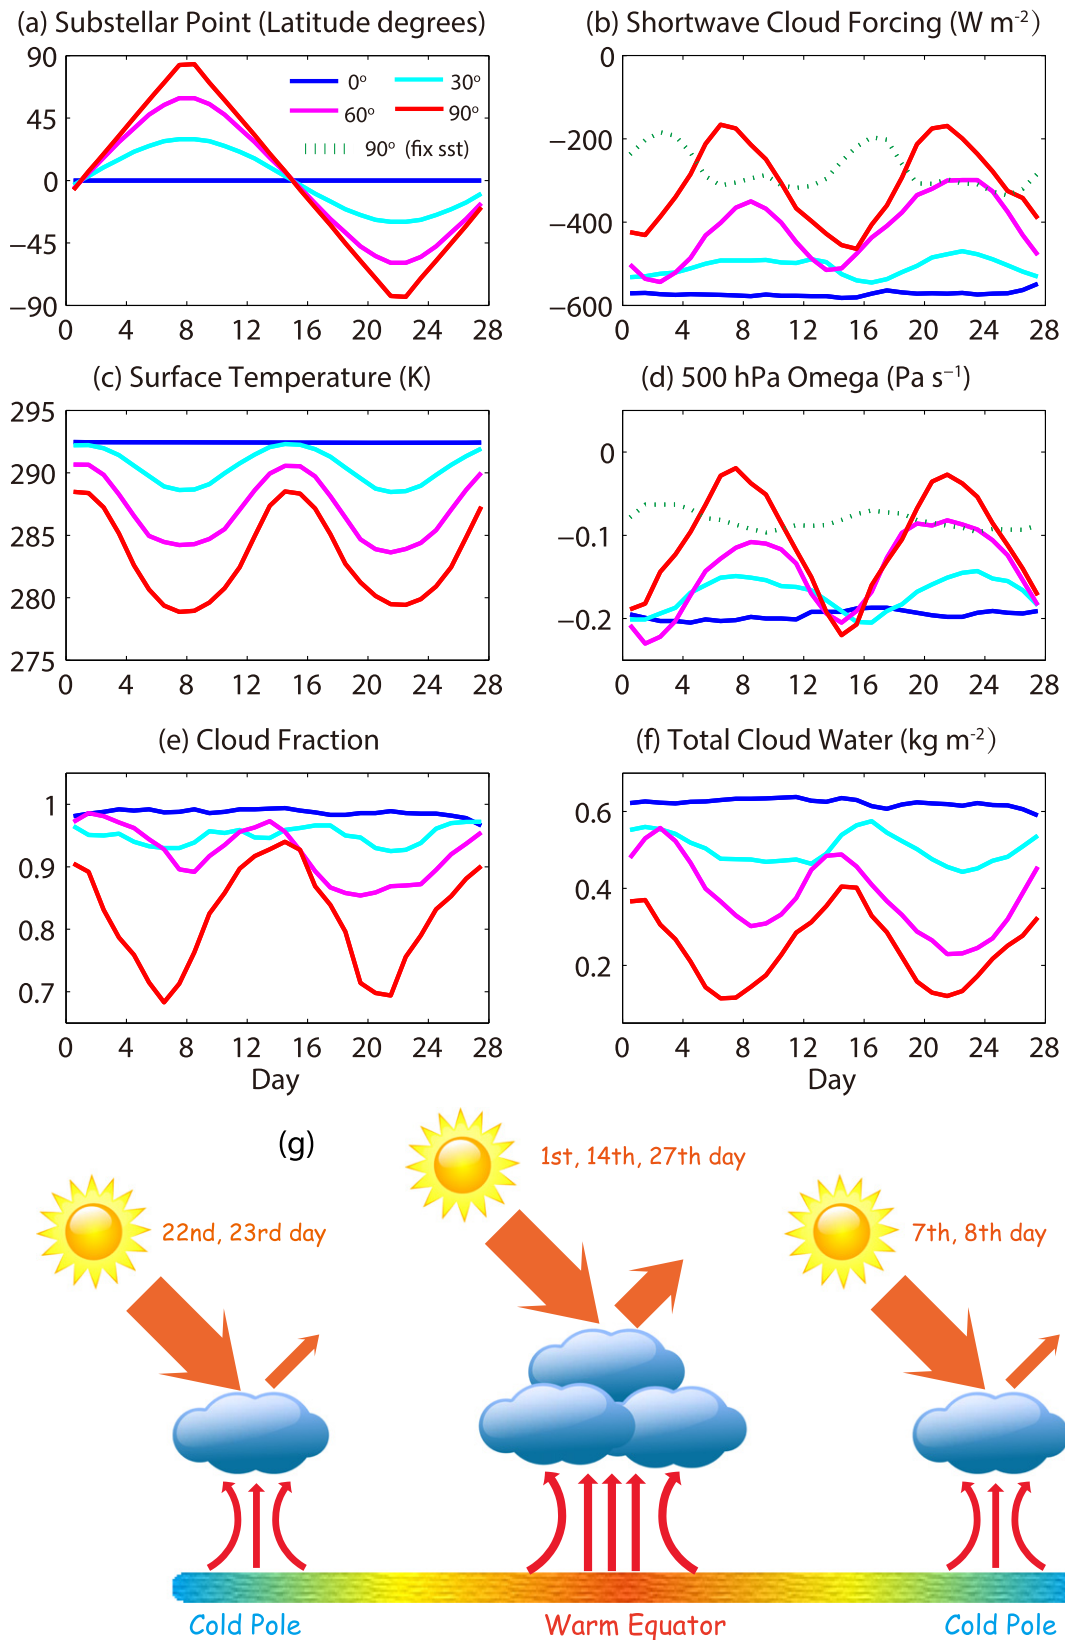 (a) Substellar Point (Latitude degrees)
90
45
0
−45
−90
0 4 8 12 16 20 24 28
0º 30º
60º 90º
90º (fix sst)
(b) Shortwave Cloud Forcing (W m-2)
0
−200
−400
−600
0 4 8 12 16 20 24 28
(c) Surface Temperature (K)
295
290
285
280
275
0 4 8 12 16 20 24 28
(d) 500 hPa Omega (Pa s−1)
0
−0.1
−0.2
0 4 8 12 16 20 24 28
(e) Cloud Fraction
1
0.9
0.8
0.7
0 4 8 12 16 20 24 28
Day
(f) Total Cloud Water (kg m-2)
0.6
0.4
0.2
0 4 8 12 16 20 24 28
Day
(g)
1st, 14th, 27th day
22nd, 23rd day
7th, 8th day
Cold Pole
Warm Equator
Cold Pole